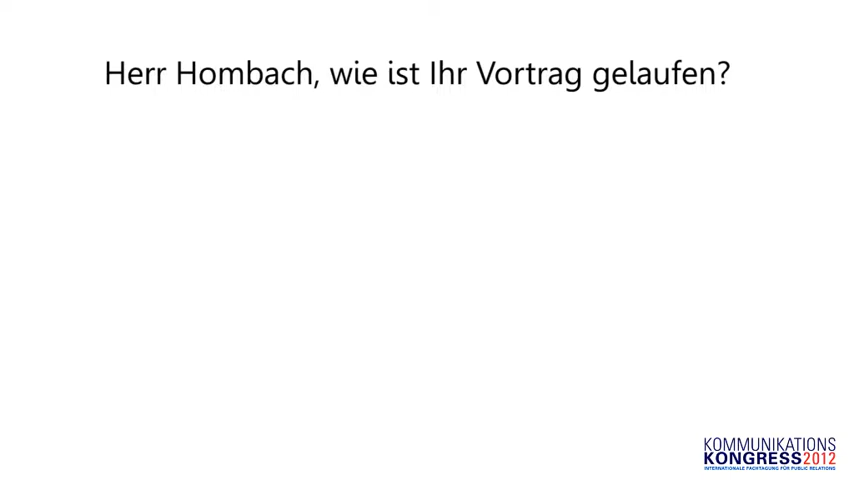 Herr Hombach, wie ist Ihr Vortrag gelaufen?
KOMMUNIKATIONS
KONGRESS2012
INTERNATIONALE FACHTAGUNG FÜR PUBLIC RELATIONS